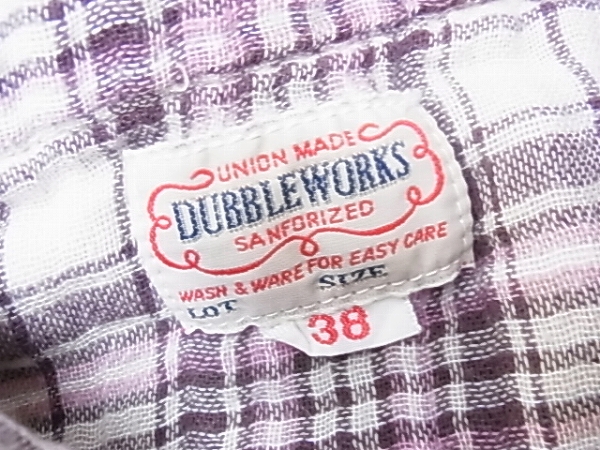 UNION MADE
DUBBLEWORKS
SANFORIZED
WASH & WARE FOR EASY CARE
LOT SIZE
38